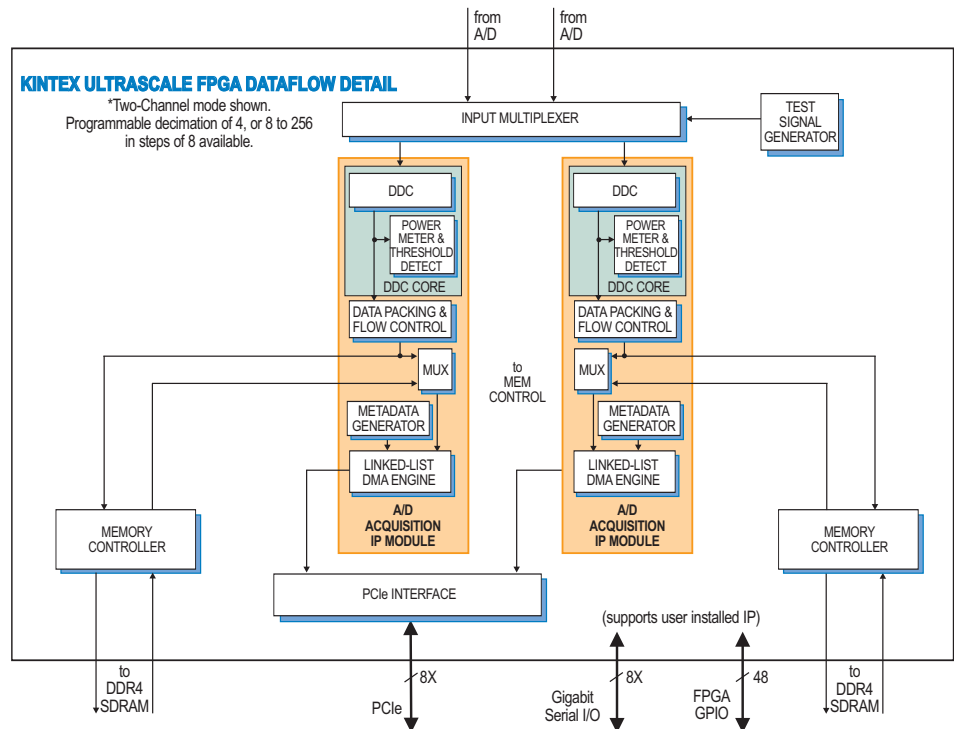 from
A/D
from
A/D
KINTEX ULTRASCALE FPGA DATAFLOW DETAIL
*Two-Channel mode shown.
Programmable decimation of 4, or 8 to 256
in steps of 8 available.
INPUT MULTIPLEXER
TEST
SIGNAL
GENERATOR
DDC
POWER
METER &
THRESHOLD
DETECT
DDC CORE
DATA PACKING &
FLOW CONTROL
MUX
METADATA
GENERATOR
LINKED-LIST
DMA ENGINE
A/D
ACQUISITION
IP MODULE
to
MEM
CONTROL
DDC
POWER
METER &
THRESHOLD
DETECT
DDC CORE
DATA PACKING &
FLOW CONTROL
MUX
METADATA
GENERATOR
LINKED-LIST
DMA ENGINE
A/D
ACQUISITION
IP MODULE
MEMORY
CONTROLLER
MEMORY
CONTROLLER
PCIe INTERFACE
(supports user installed IP)
to
DDR4
SDRAM
8X
PCIe
8X
Gigabit
Serial I/O
48
FPGA
GPIO
to
DDR4
SDRAM